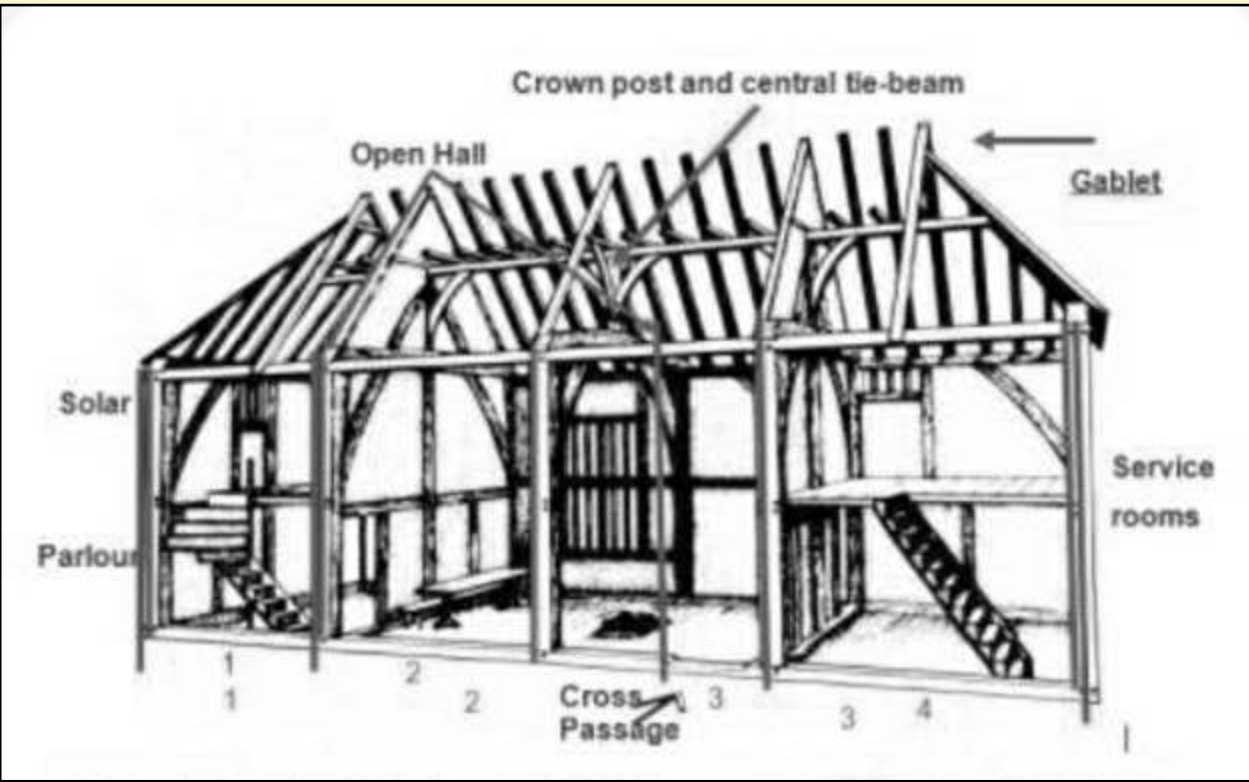 Crown post and central tie-beam
Open Hall
Gablet
Solar
Service
rooms
Parlour
1
2
1
2
Cross
Passage
3
3
4